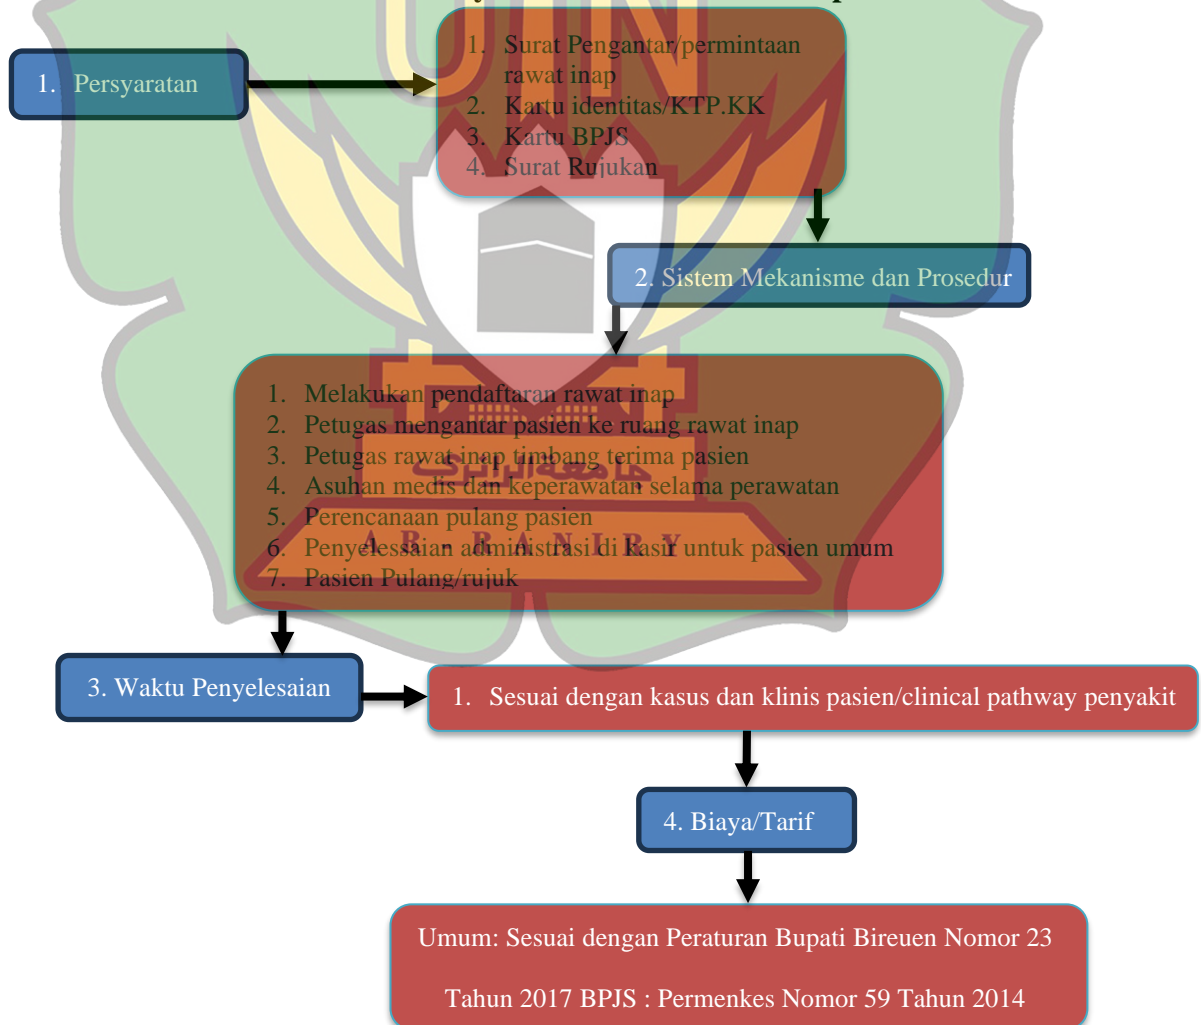 1. Persyaratan
1. Surat Pengantar/permintaan
rawat inap
2. Kartu identitas/KTP.KK
3. Kartu BPJS
4. Surat Rujukan
2. Sistem Mekanisme dan Prosedur
1. Melakukan pendaftaran rawat inap
2. Petugas mengantar pasien ke ruang rawat inap
3. Petugas rawat inap timbang terima pasien
4. Asuhan medis dan keperawatan selama perawatan
5. Perencanaan pulang pasien
6. Penyelessaian administrasi di kasir untuk pasien umum
7. Pasien Pulang/rujuk
جامعة الرانري
AR-RANIRY
3. Waktu Penyelesaian
1. Sesuai dengan kasus dan klinis pasien/clinical pathway penyakit
4. Biaya/Tarif
Umum: Sesuai dengan Peraturan Bupati Bireuen Nomor 23
Tahun 2017 BPJS : Permenkes Nomor 59 Tahun 2014